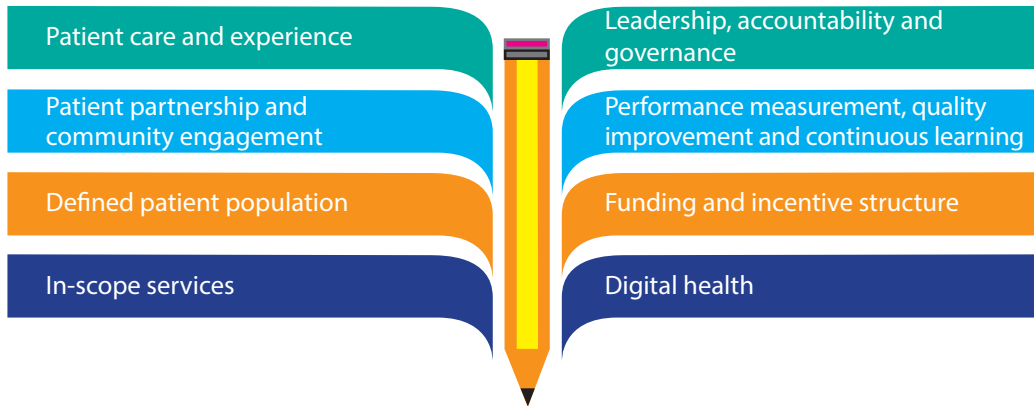 Patient care and experience
Patient partnership and
community engagement
Defined patient population
In-scope services
Leadership, accountability and
governance
Performance measurement, quality
improvement and continuous learning
Funding and incentive structure
Digital health